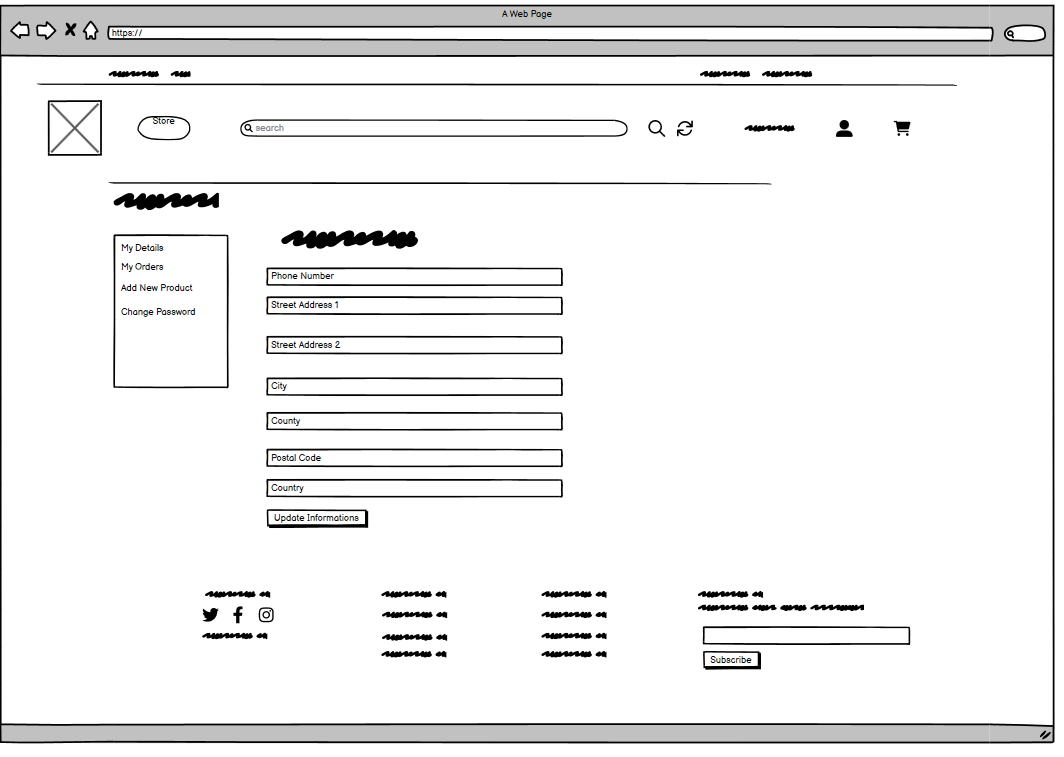 A Web Page
https://
Store
search
My Details
My Orders
Add New Product
Change Password
Phone Number
Street Address 1
Street Address 2
City
County
Postal Code
Country
Update Informations
Subscribe